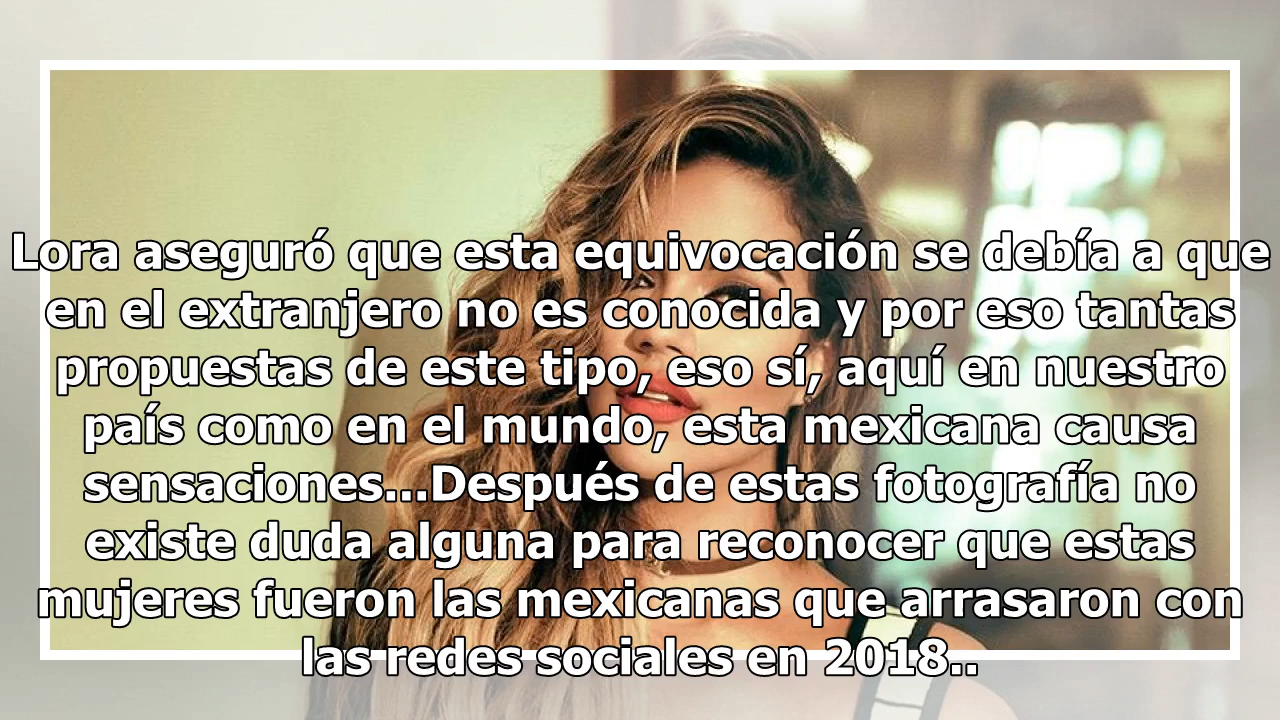 Lora aseguró que esta equivocación se debía a que
en el extranjero no es conocida y por eso tantas
propuestas de este tipo, eso sí, aquí en nuestro
país como en el mundo, esta mexicana causa
sensaciones...Después de estas fotografía no
existe duda alguna para reconocer que estas
mujeres fueron las mexicanas que arrasaron con
las redes sociales en 2018..